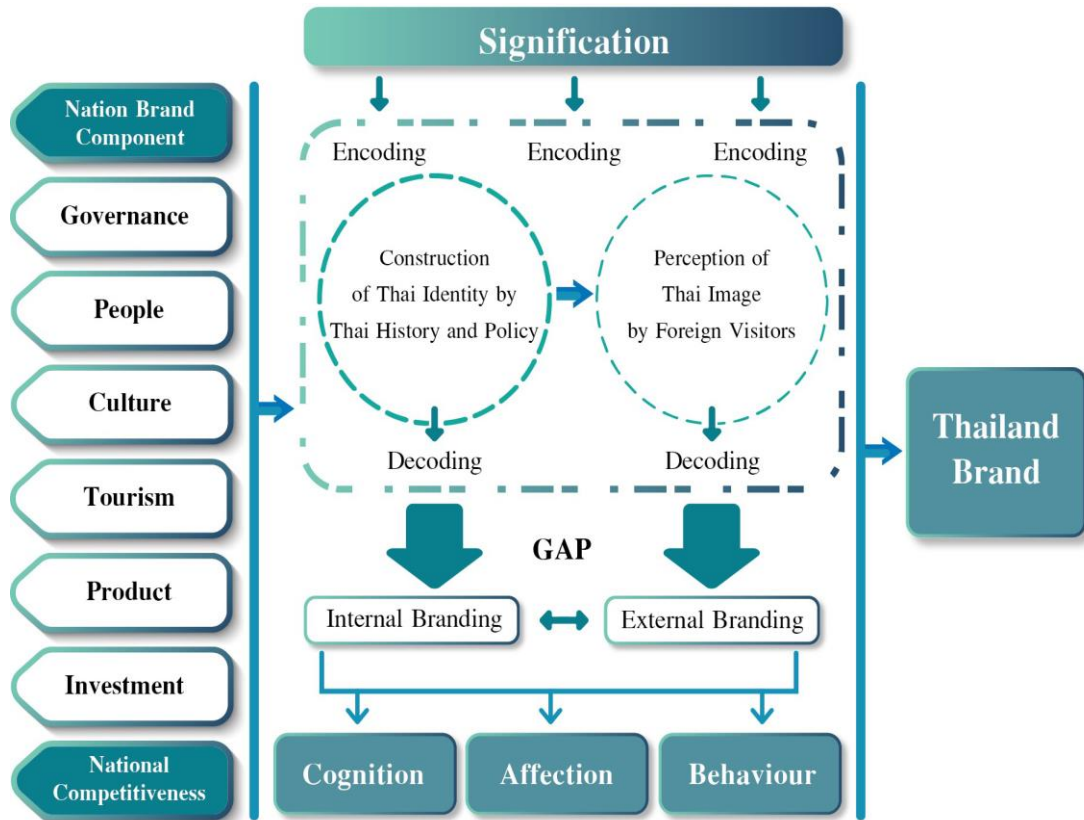 Signification
Nation Brand
Component
Governance
People
Culture
Tourism
Product
Investment
National
Competitiveness
Encoding
Encoding
Encoding
Construction
of Thai Identity by
Thai History and Policy
Perception of
Thai Image
by Foreign Visitors
Decoding
Decoding
GAP
Internal Branding
External Branding
Cognition
Affection
Behaviour
Thailand
Brand